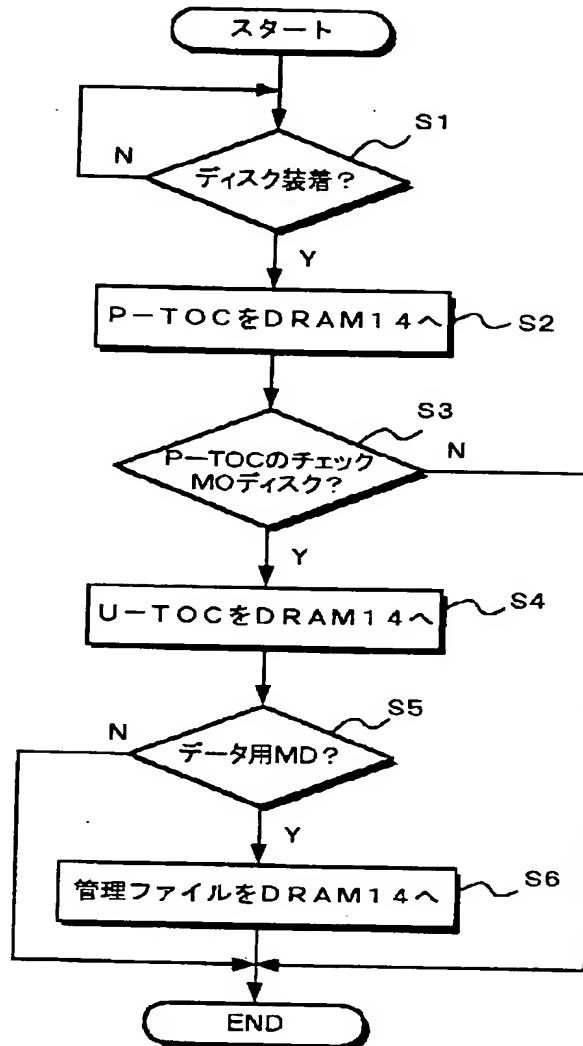 スタート
S1
N
ディスク装着?
Y
P-TOCをDRAM14へ
S2
S3
P-TOCのチェック
MOディスク?
N
Y
U-TOCをDRAM14へ
S4
N
S5
データ用MD?
Y
管理ファイルをDRAM14へ
S6
END